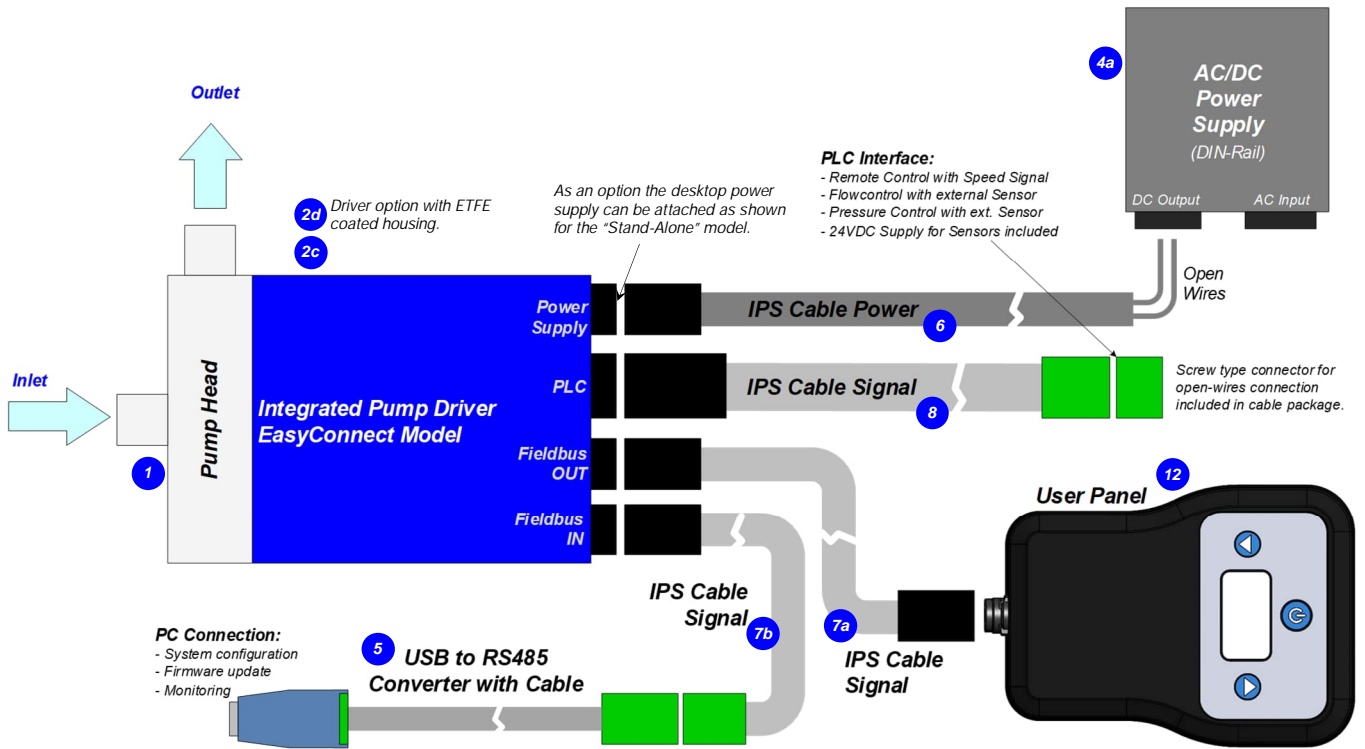 4a
AC/DC
Power
Supply
(DIN-Rail)
DC Output
AC Input
Open
Wires
Outlet
2d
Driver option with ETFE
coated housing.
2c
As an option the desktop power
supply can be attached as shown
for the "Stand-Alone" model.
PLC Interface:
- Remote Control with Speed Signal
- Flowcontrol with external Sensor
- Pressure Control with ext. Sensor
- 24VDC Supply for Sensors included
Inlet
1
Pump Head
Integrated Pump Driver
EasyConnect Model
Power
Supply
PLC
Fieldbus
OUT
Fieldbus
IN
IPS Cable Power
6
IPS Cable Signal
8
Screw type connector for
open-wires connection
included in cable package.
User Panel
12
IPS Cable
Signal
7b
7a
IPS Cable
Signal
PC Connection:
- System configuration
- Firmware update
- Monitoring
5
USB to RS485
Converter with Cable